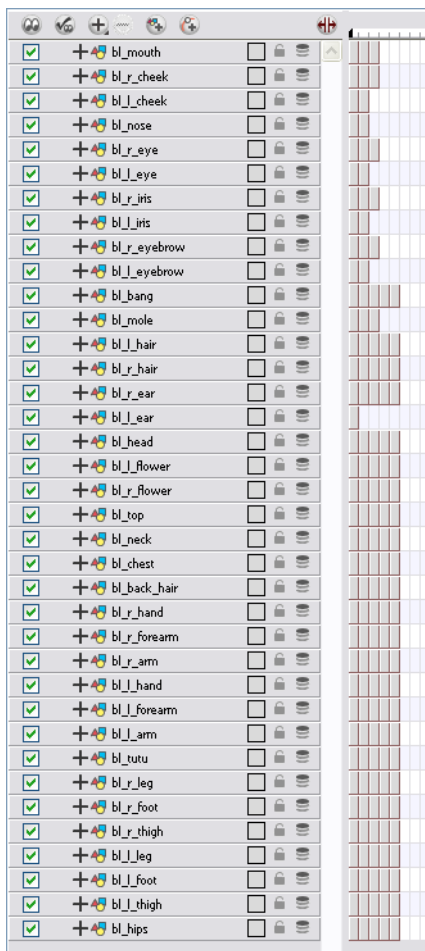 bl_mouth
bl_r_cheek
bl_l_cheek
bl_nose
bl_r_eye
bl_l_eye
bl_r_iris
bl_l_iris
bl_r_eyebrow
bl_l_eyebrow
bl_bang
bl_mole
bl_l_hair
bl_r_hair
bl_r_ear
bl_l_ear
bl_head
bl_l_flower
bl_r_flower
bl_top
bl_neck
bl_chest
bl_back_hair
bl_r_hand
bl_r_forearm
bl_r_arm
bl_l_hand
bl_l_forearm
bl_l_arm
bl_tutu
bl_r_leg
bl_r_foot
bl_r_thigh
bl_l_leg
bl_l_foot
bl_l_thigh
bl_hips